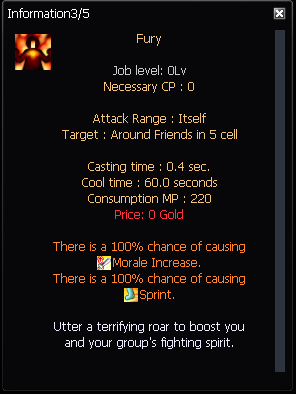 Information3/5
Fury
Job level: 0Lv
Necessary CP : 0
Attack Range : Itself
Target : Around Friends in 5 cell
Casting time : 0.4 sec.
Cool time : 60.0 seconds
Consumption MP : 220
Price: 0 Gold
There is a 100% chance of causing
Morale Increase.
There is a 100% chance of causing
Sprint.
Utter a terrifying roar to boost you
and your group's fighting spirit.